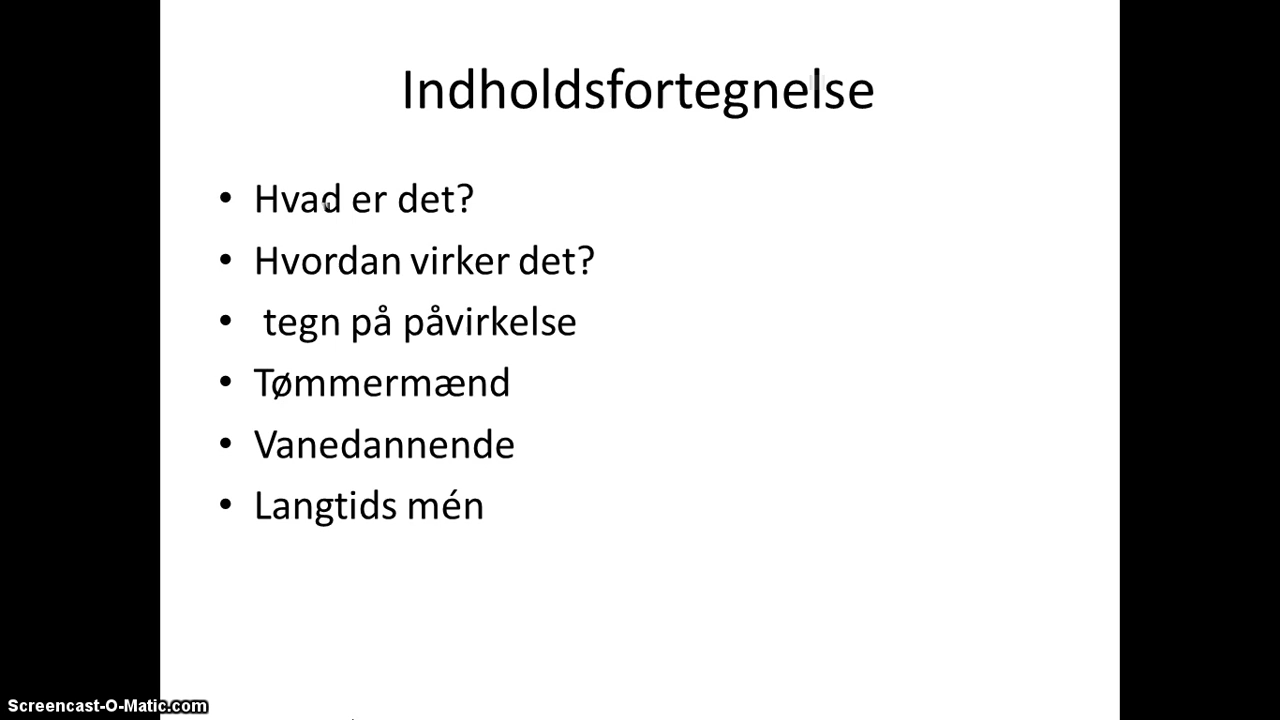 Indholdsfortegnelse
• Hvad er det?
• Hvordan virker det?
• tegn på påvirkelse
• Tømmermænd
• Vanedannende
• Langtids mén
Screencast-O-Matic.com